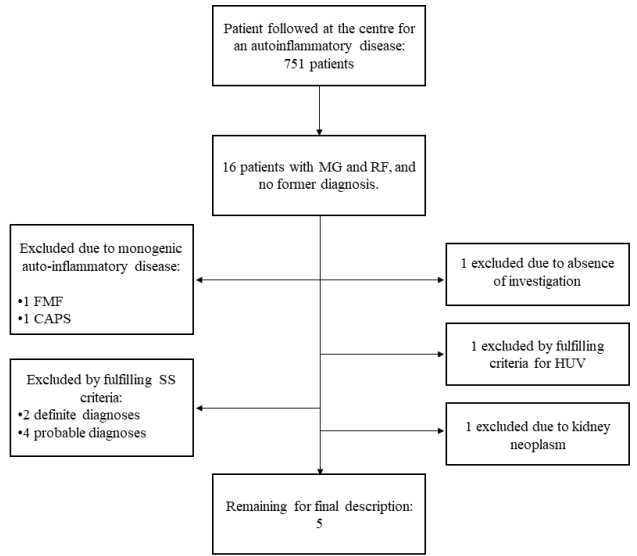 Patient followed at the centre for
an autoinflammatory disease:
751 patients
16 patients with MG and RF, and
no former diagnosis.
Excluded due to monogenic
auto-inflammatory disease:
•1 FMF
•1 CAPS
1 excluded due to absence
of investigation
1 excluded by fulfilling
criteria for HUV
Excluded by fulfilling SS
criteria:
•2 definite diagnoses
•4 probable diagnoses
1 excluded due to kidney
neoplasm
Remaining for final description:
5